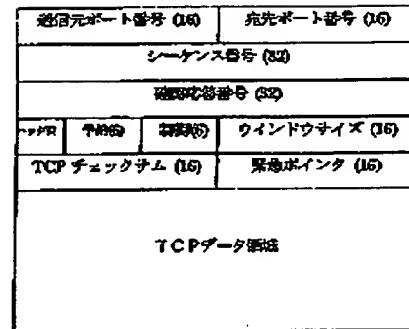 送信元ポート番号 (16) 宛先ポート番号 (16)
シーケンス番号 (32)
確認応答番号 (32)
予約(6) 制御(6) ウインドウサイズ (16)
TCP チェックサム (16) 緊急ポインタ (16)
TCPデータ領域